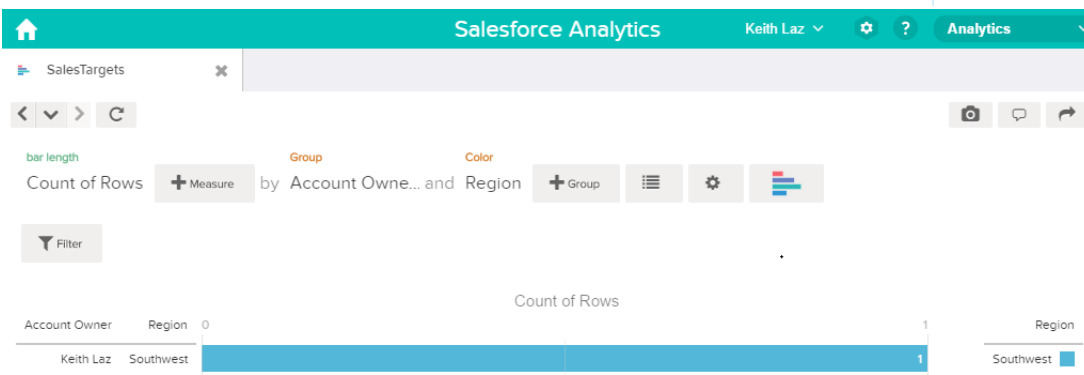 Salesforce Analytics Keith Laz ? Analytics
SalesTargets
bar length Group Color
Count of Rows + Measure by Account Owne... and Region + Group
Filter
Count of Rows
Account Owner Region 0 1 Region
Keith Laz Southwest 1 Southwest